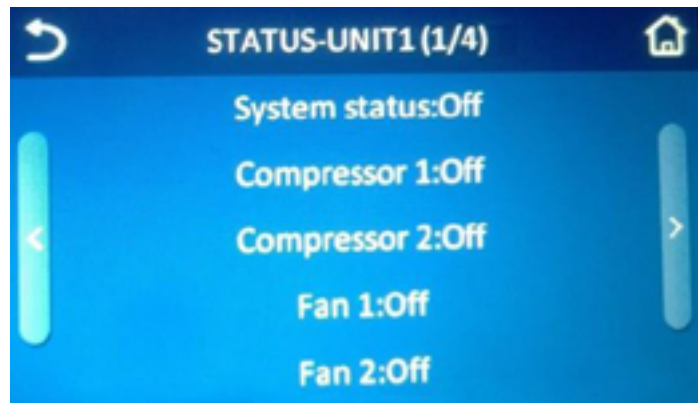 STATUS-UNIT1 (1/4)
System status:Off
Compressor 1:Off
Compressor 2:Off
Fan 1:Off
Fan 2:Off